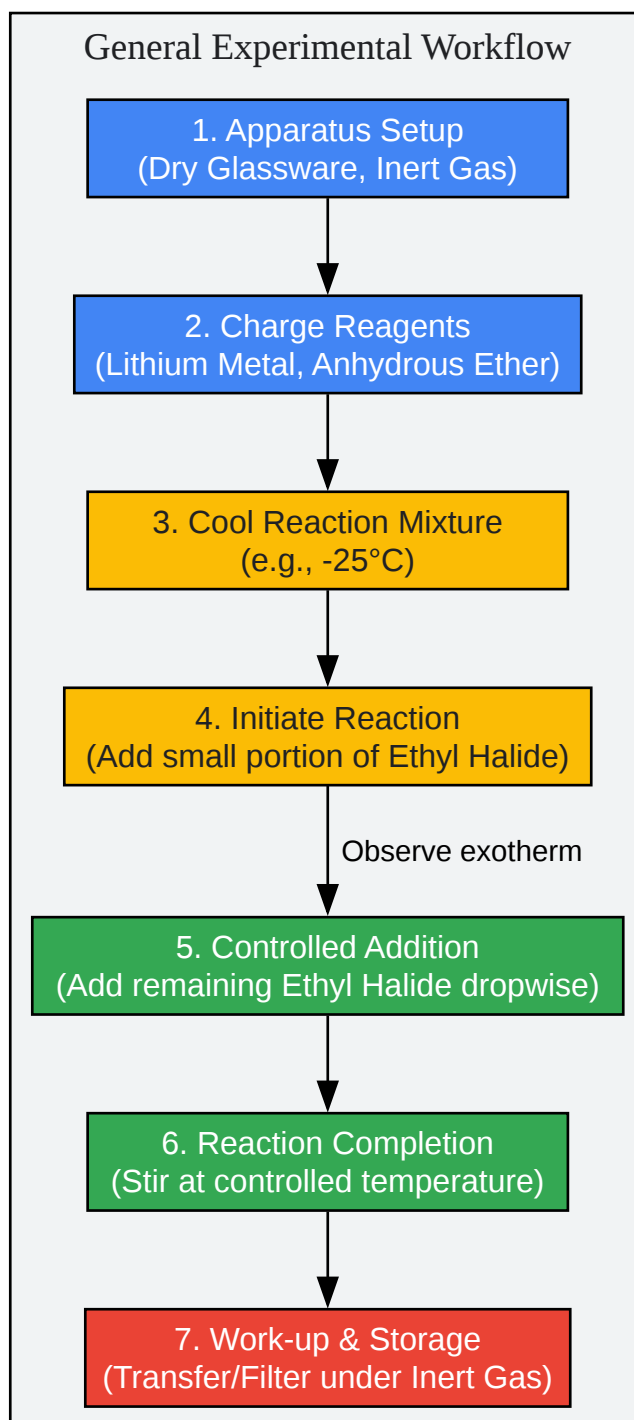 General Experimental Workflow
1. Apparatus Setup
(Dry Glassware, Inert Gas)
2. Charge Reagents
(Lithium Metal, Anhydrous Ether)
3. Cool Reaction Mixture
(e.g., -25°C)
4. Initiate Reaction
(Add small portion of Ethyl Halide)
Observe exotherm
5. Controlled Addition
(Add remaining Ethyl Halide dropwise)
6. Reaction Completion
(Stir at controlled temperature)
7. Work-up & Storage
(Transfer/Filter under Inert Gas)